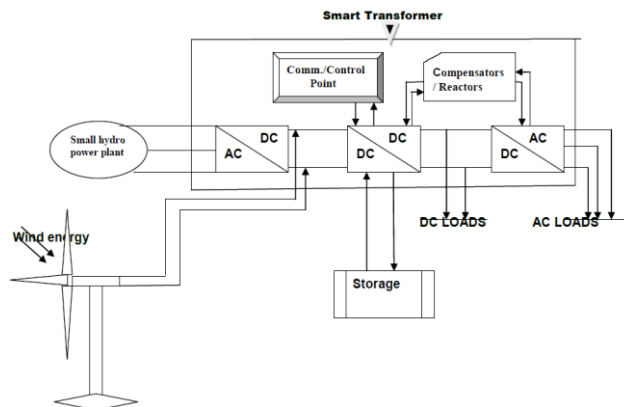 Smart Transformer
Comm./Control
Point
Compensators
/ Reactors
Small hydro
power plant
DC
AC
DC
DC
AC
DC
Wind energy
DC LOADS
AC LOADS
Storage